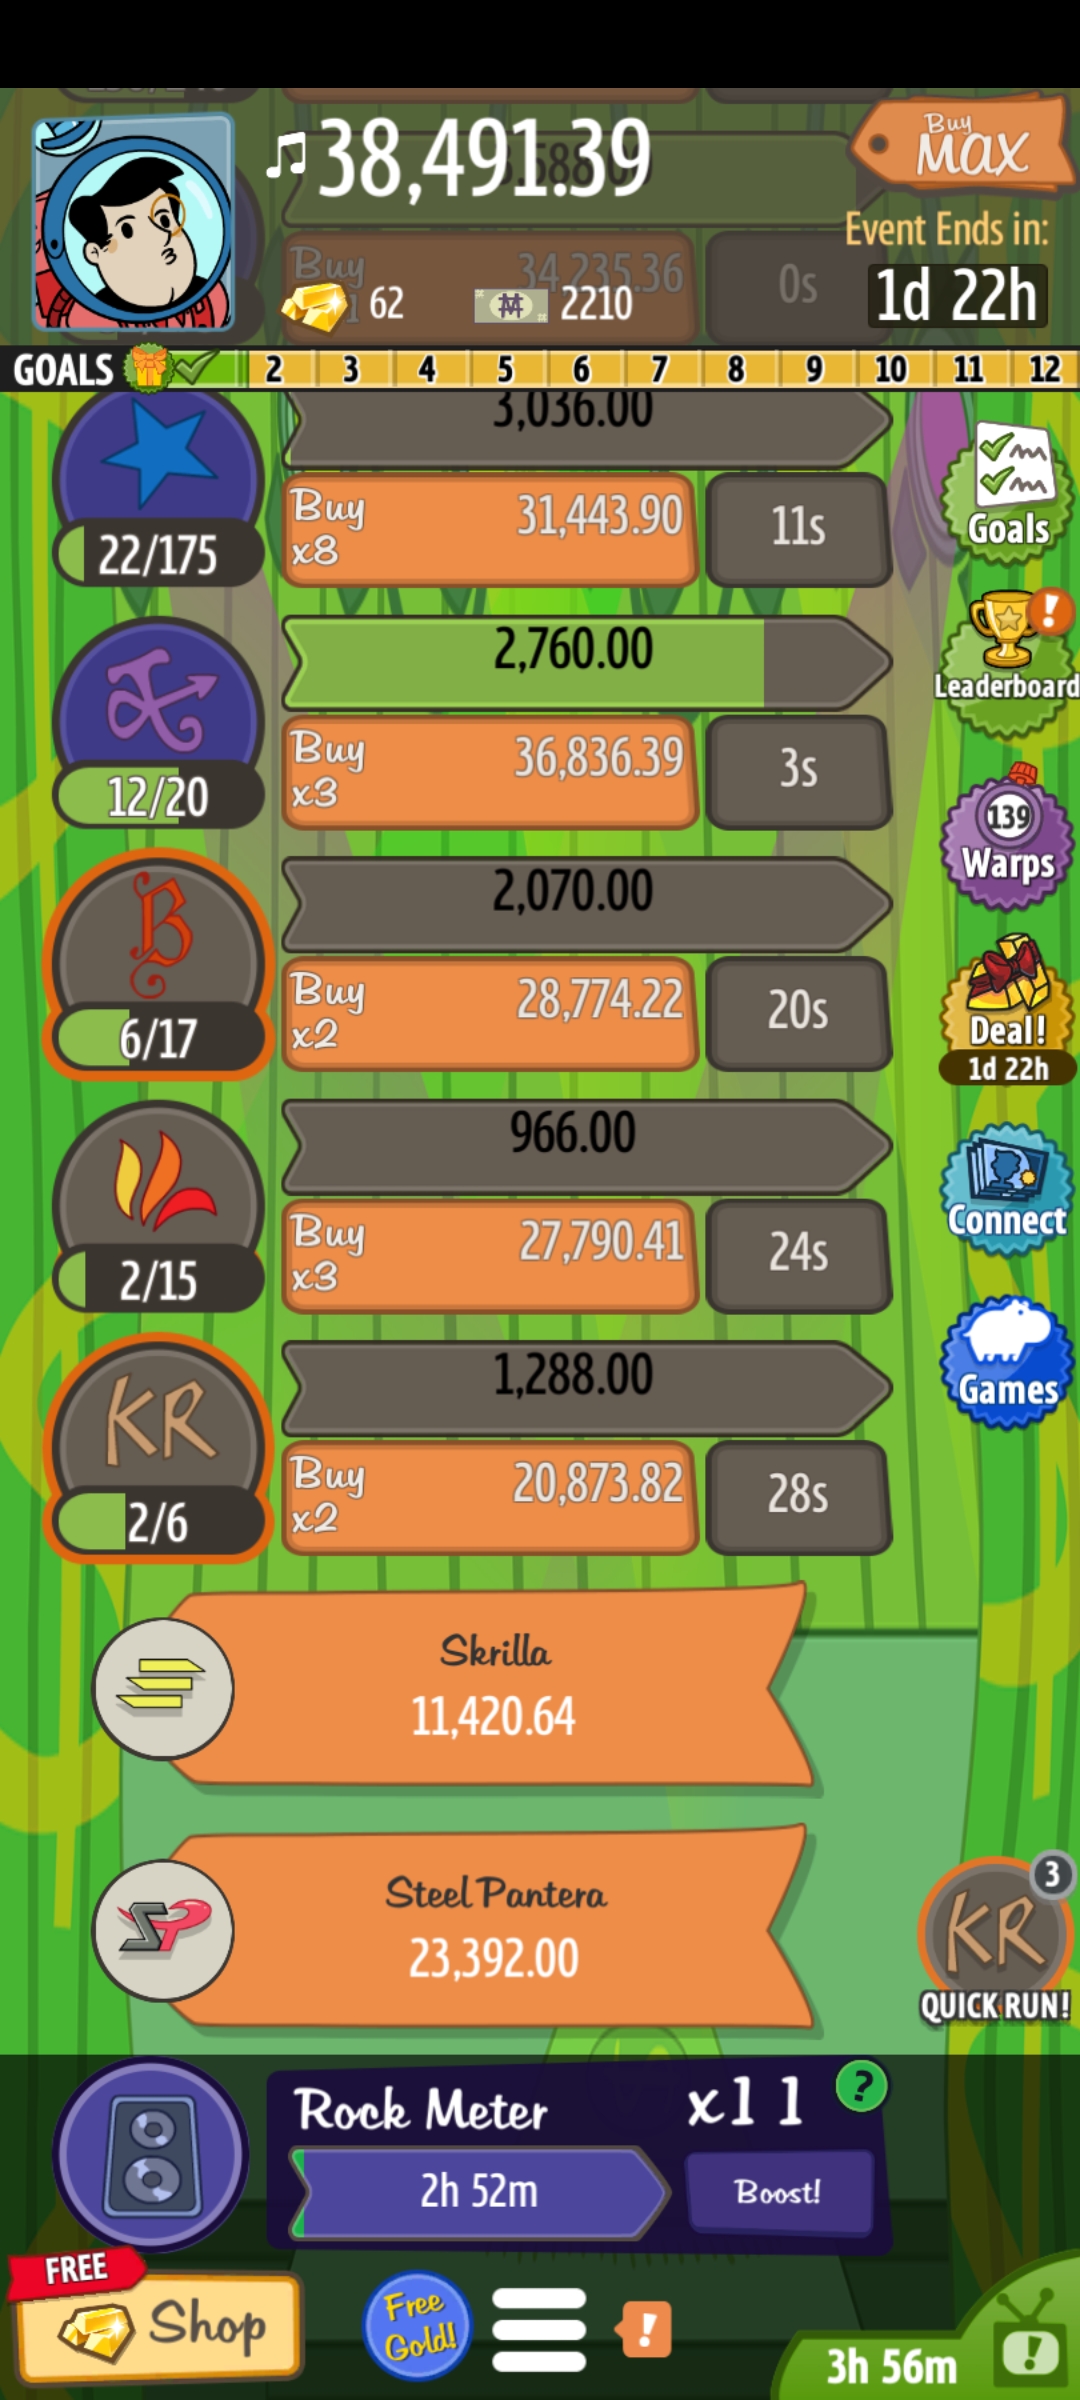 38,491.39
Buy
MAX
Event Ends in:
1d 22h
Buy
34,235.36
0s
62
2210
GOALS 2 3 4 5 6 7 8 9 10 11 12
3,036.00
22/175
Buy
x8
31,443.90
11s
Goals
2,760.00
12/20
Buy
x3
36,836.39
3s
Leaderboard
139
Warps
2,070.00
B
6/17
Buy
x2
28,774.22
20s
Deal!
1d 22h
966.00
2/15
Buy
x3
27,790.41
24s
Connect
1,288.00
KR
2/6
Buy
x2
20,873.82
28s
Games
Skrilla
11,420.64
Steel Pantera
23,392.00
SP
3
KR
QUICK RUN!
Rock Meter
x11
?
2h 52m
Boost!
FREE
Shop
Free
Gold!
!
3h 56m
!